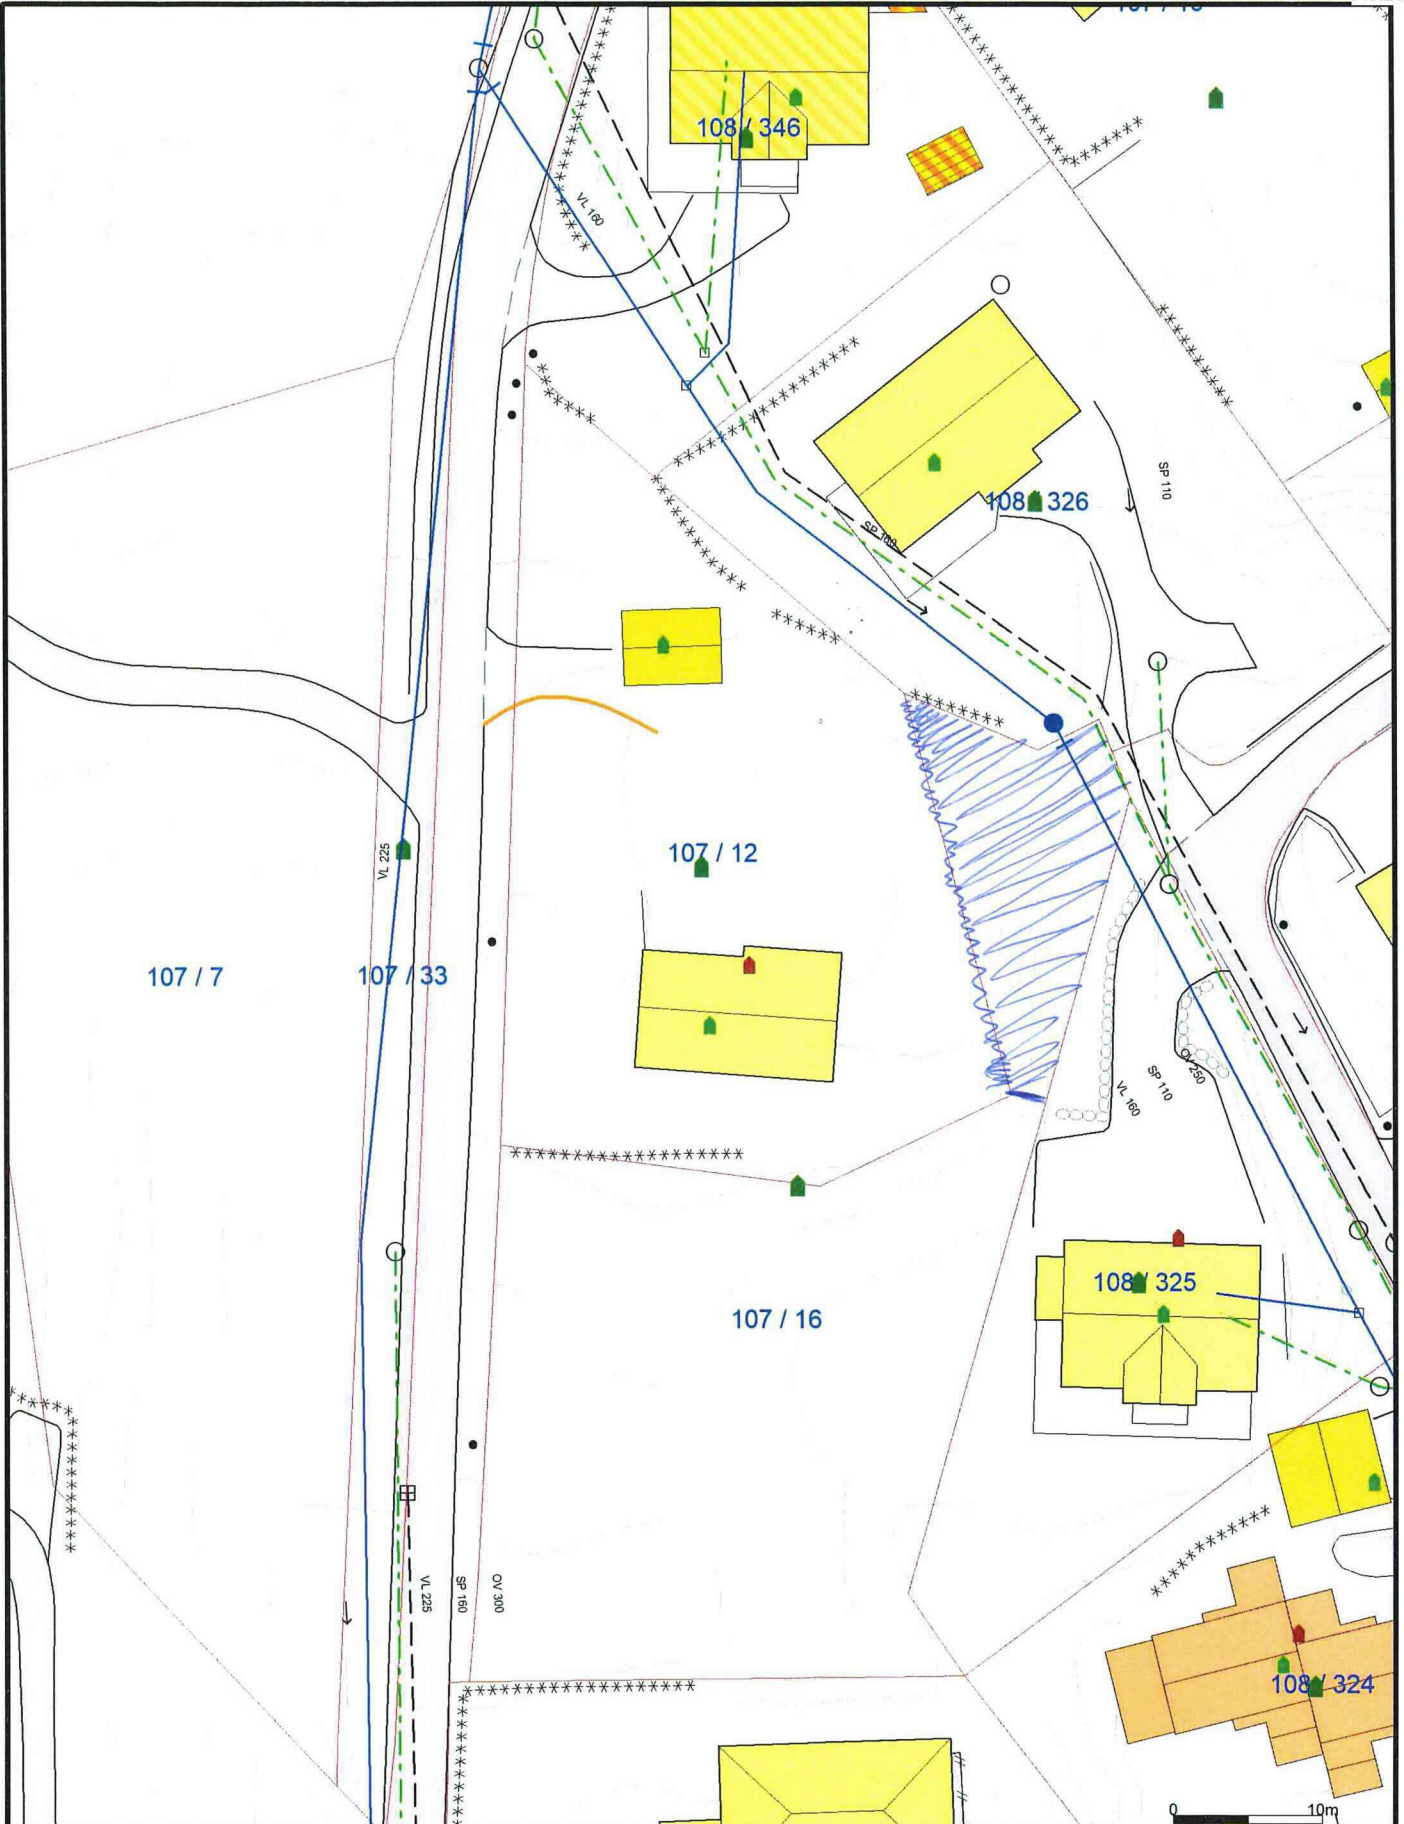 108 / 346
VL 160
SP 110
108 / 326
SP 160
107 / 12
VL 225
107 / 7
107 / 33
OV 250
SP 110
VL 160
108 / 325
107 / 16
VL 225
SP 160
OV 300
108 / 324
0 10m